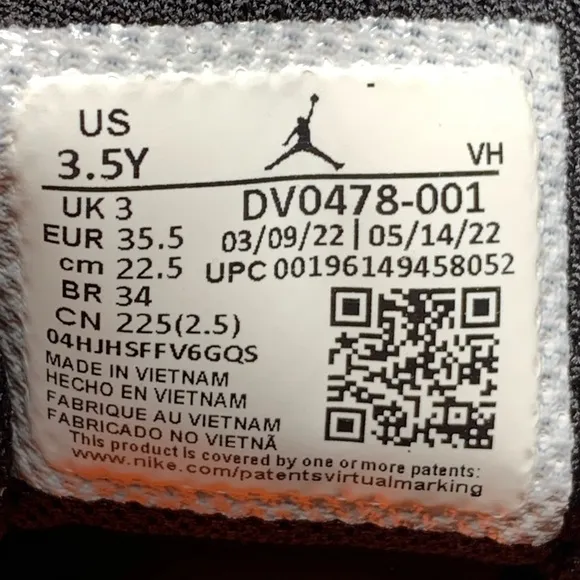 US
3.5Y
VH
UK 3
DV0478-001
EUR 35.5
03/09/22 | 05/14/22
cm 22.5
UPC 00196149458052
BR 34
CN 225(2.5)
04HJHSFFV6GQS
MADE IN VIETNAM
HECHO EN VIETNAM
FABRIQUE AU VIETNAM
FABRICADO NO VIETNÃ
This product is covered by one or more patents:
www.nike.com/patentsvirtualmarking